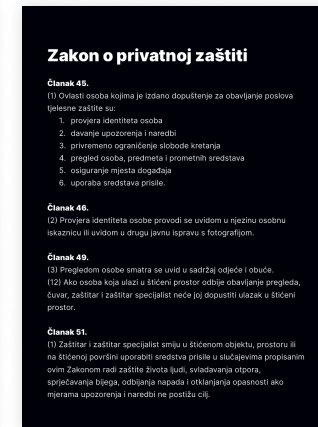 Zakon o privatnoj zaštiti
Članak 45.
(1) Ovlasti osoba kojima je izdano dopuštenje za obavljanje poslova
tjelesne zaštite su:
1. provjera identiteta osoba
2. davanje upozorenja i naredbi
3. privremeno ograničenje slobode kretanja
4. pregled osoba, predmeta i prometnih sredstava
5. osiguranje mjesta događaja
6. uporaba sredstava prisile.
Članak 46.
(2) Provjera identiteta osobe provodi se uvidom u njezinu osobnu
iskaznicu ili uvidom u drugu javnu ispravu s fotografijom.
Članak 49.
(3) Pregledom osobe smatra se uvid u sadržaj odjeće i obuće.
(12) Ako osoba koja ulazi u štićeni prostor odbije obavljanje pregleda,
čuvar, zaštitar i zaštitar specijalist neće joj dopustiti ulazak u štićeni
prostor.
Članak 51.
(1) Zaštitar i zaštitar specijalist smiju u štićenom objektu, prostoru ili
na štićenoj površini uporabiti sredstva prisile u slučajevima propisanim
ovim Zakonom radi zaštite života ljudi, svladavanja otpora,
sprječavanja bijega, odbijanja napada i otklanjanja opasnosti ako
mjerama upozorenja i naredbi ne postižu cilj.